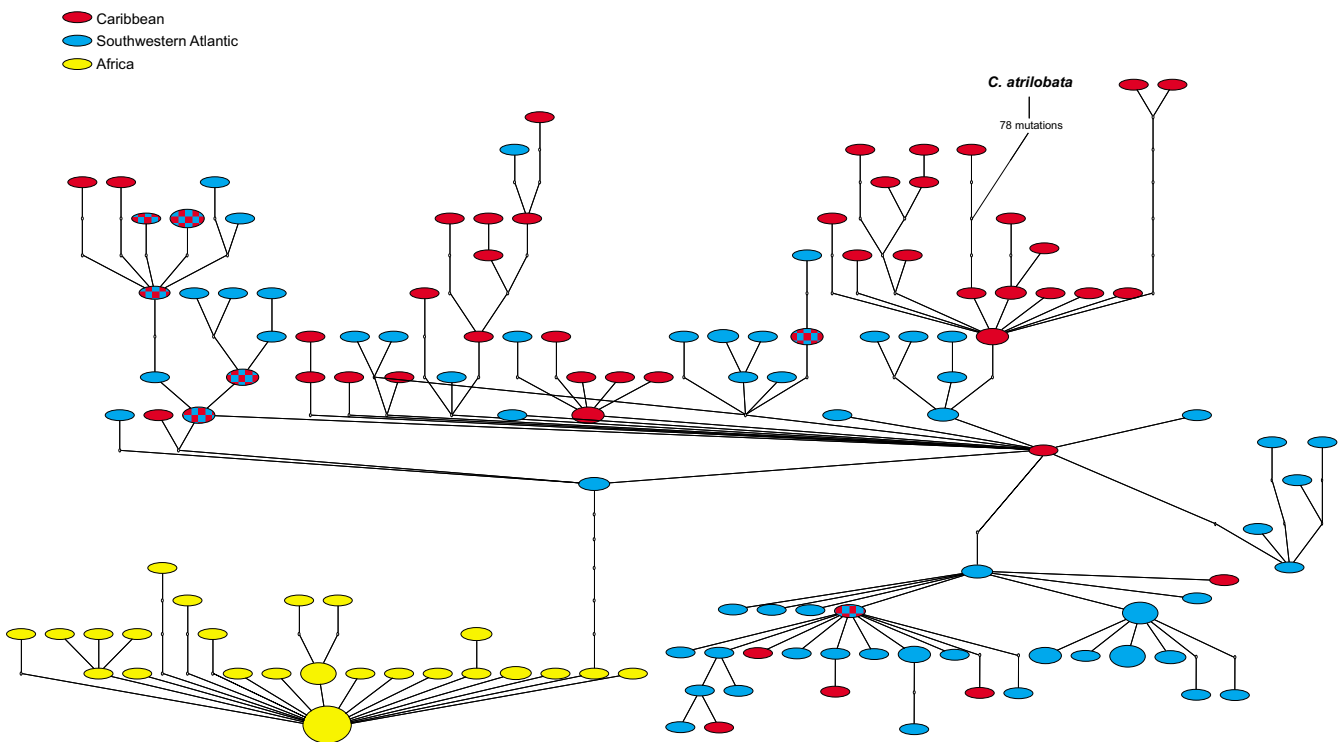 Caribbean
Southwestern Atlantic
Africa
C. atrilobata
78 mutations